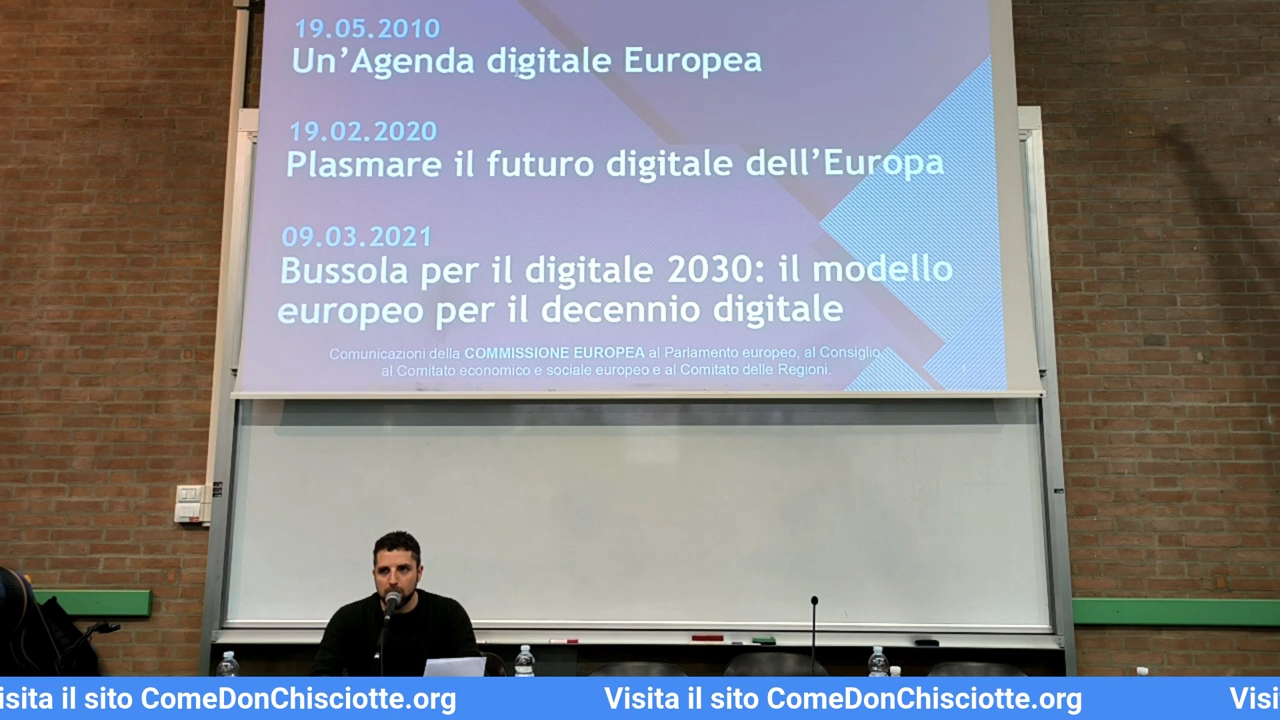 19.05.2010
Un'Agenda digitale Europea
19.02.2020
Plasmare il futuro digitale dell'Europa
09.03.2021
Bussola per il digitale 2030: il modello
europeo per il decennio digitale
Comunicazioni della COMMISSIONE EUROPEA al Parlamento europeo, al Consiglio,
al Comitato economico e sociale europeo e al Comitato delle Regioni.
isita il sito ComeDonChisciotte.org Visita il sito ComeDonChisciotte.org Visi